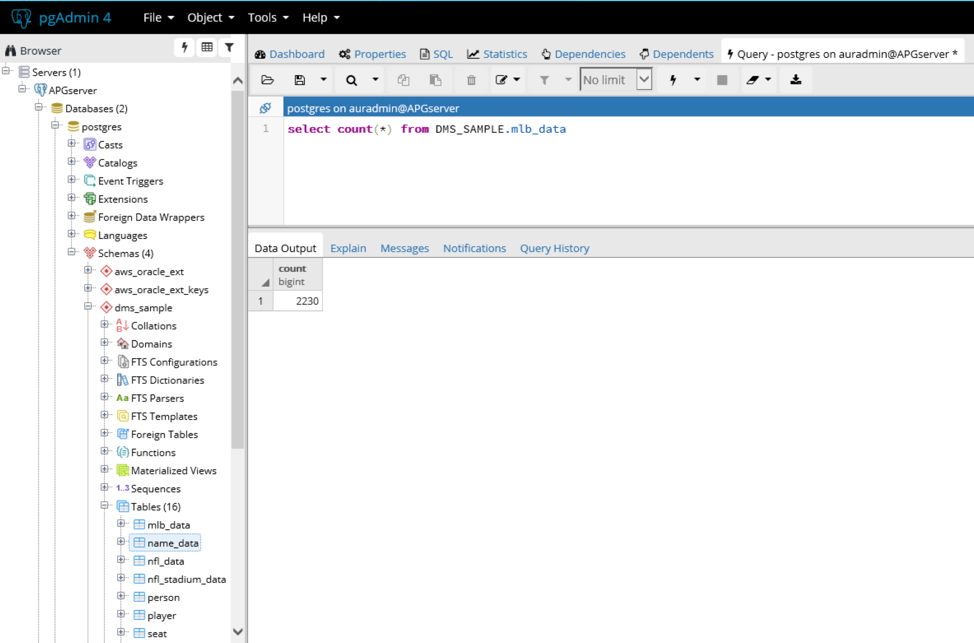 pgAdmin 4 File Object Tools Help
Browser
Servers (1)
APGserver
Databases (2)
postgres
Casts
Catalogs
Event Triggers
Extensions
Foreign Data Wrappers
Languages
Schemas (4)
aws_oracle_ext
aws_oracle_ext_keys
dms_sample
Collations
Domains
FTS Configurations
FTS Dictionaries
Aa FTS Parsers
FTS Templates
Foreign Tables
Functions
Materialized Views
1..3 Sequences
Tables (16)
mlb_data
name_data
nfl_data
nfl_stadium_data
person
player
seat
Dashboard Properties SQL Statistics Dependencies Dependents Query - postgres on auradmin@APGserver *
No limit
postgres on auradmin@APGserver
1 select count(*) from DMS_SAMPLE.mlb_data
Data Output Explain Messages Notifications Query History
count
bigint
1 2230